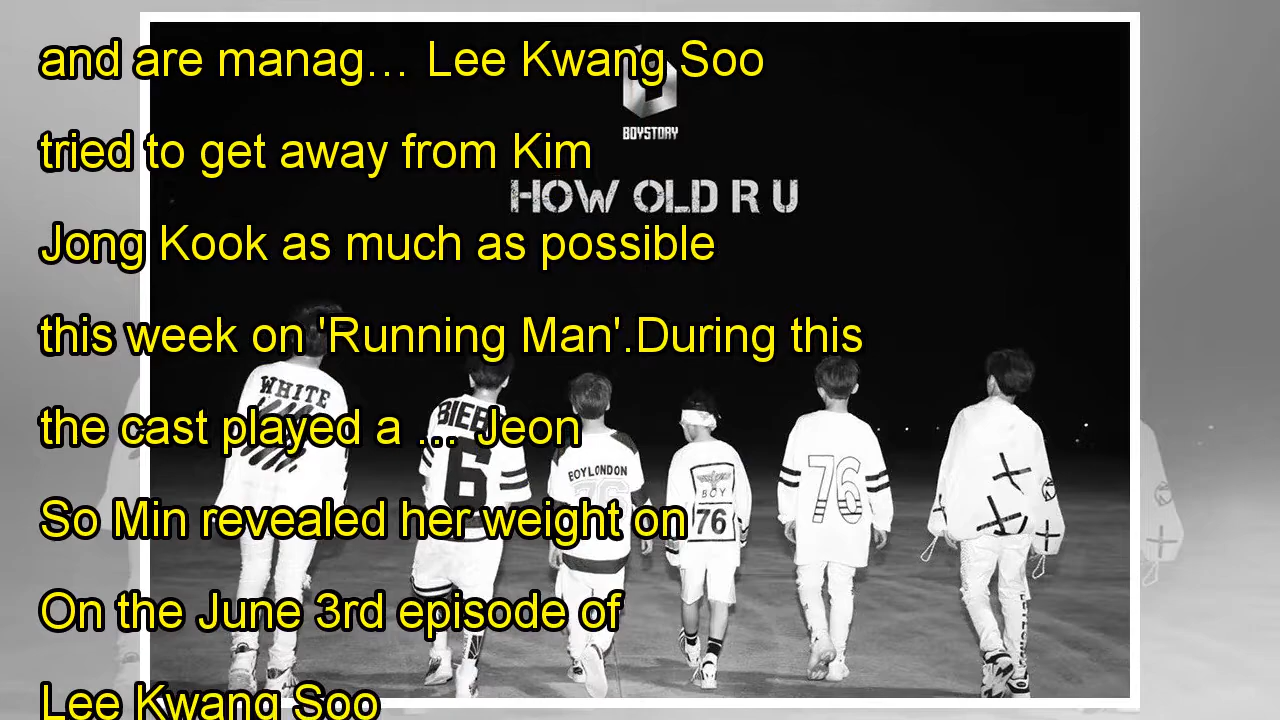 and are manag… Lee Kwang Soo
BOYSTORY
tried to get away from Kim
HOW OLD R U
Jong Kook as much as possible
this week on 'Running Man'.During this
WHITE
the cast played a … Jeon
BIEB
6
BOYLONDON
76
BOY
76
76
So Min revealed her weight on
On the June 3rd episode of
Lee Kwang Soo